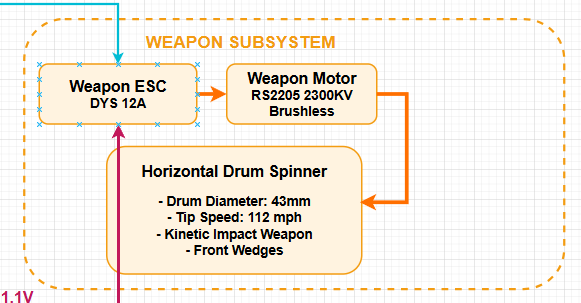 WEAPON SUBSYSTEM
Weapon ESC
DYS 12A
Weapon Motor
RS2205 2300KV
Brushless
Horizontal Drum Spinner
- Drum Diameter: 43mm
- Tip Speed: 112 mph
- Kinetic Impact Weapon
- Front Wedges
1.1V